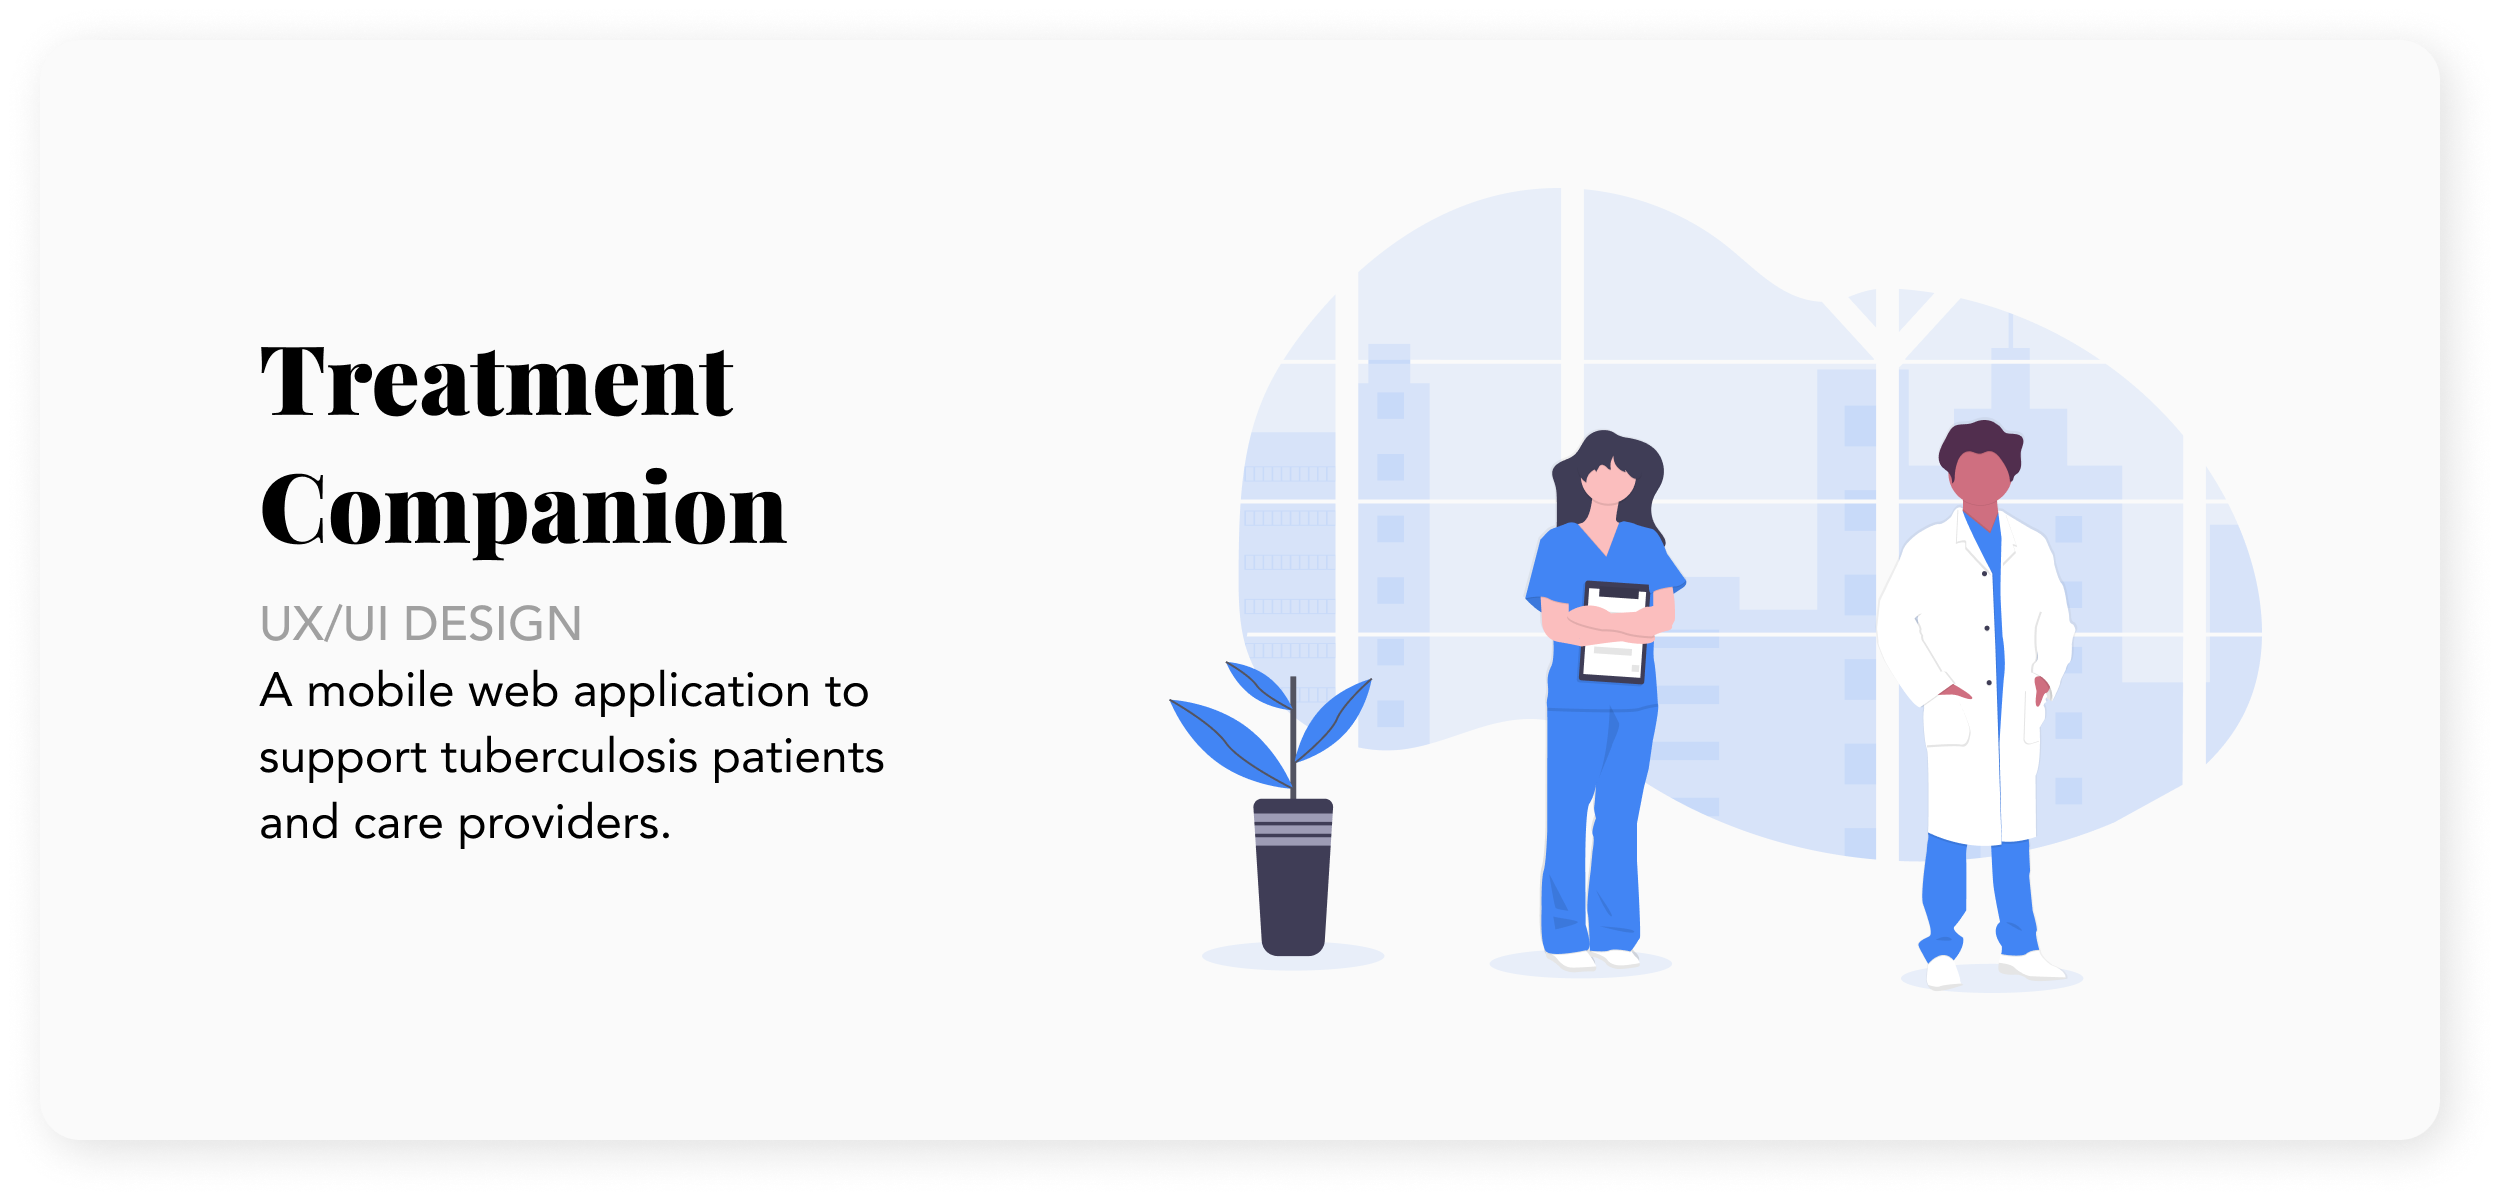 Treatment
Companion
UX/UI DESIGN
A mobile web application to
support tuberculosis patients
and care providers.